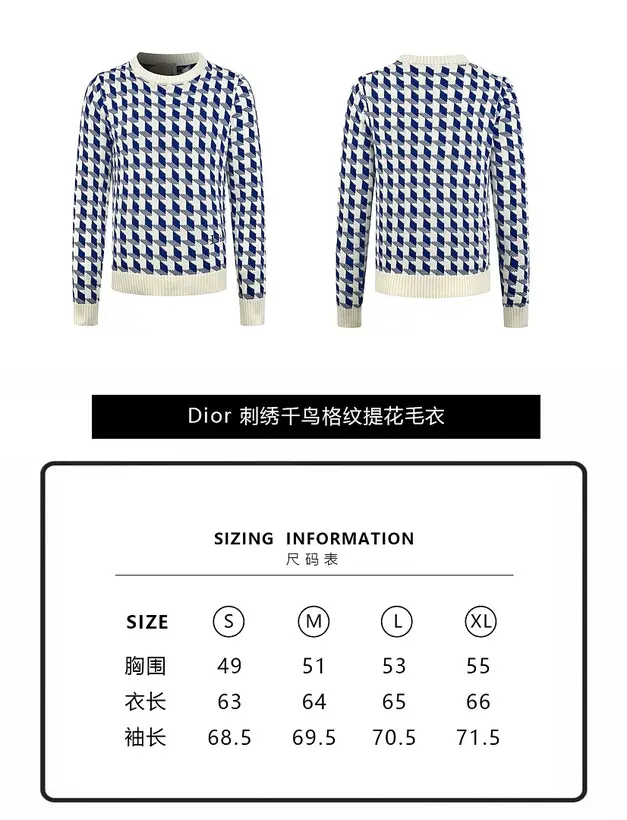 Dior 刺绣千鸟格纹提花毛衣
SIZING INFORMATION
尺码表
SIZE S M L XL
胸围 49 51 53 55
衣长 63 64 65 66
袖长 68.5 69.5 70.5 71.5